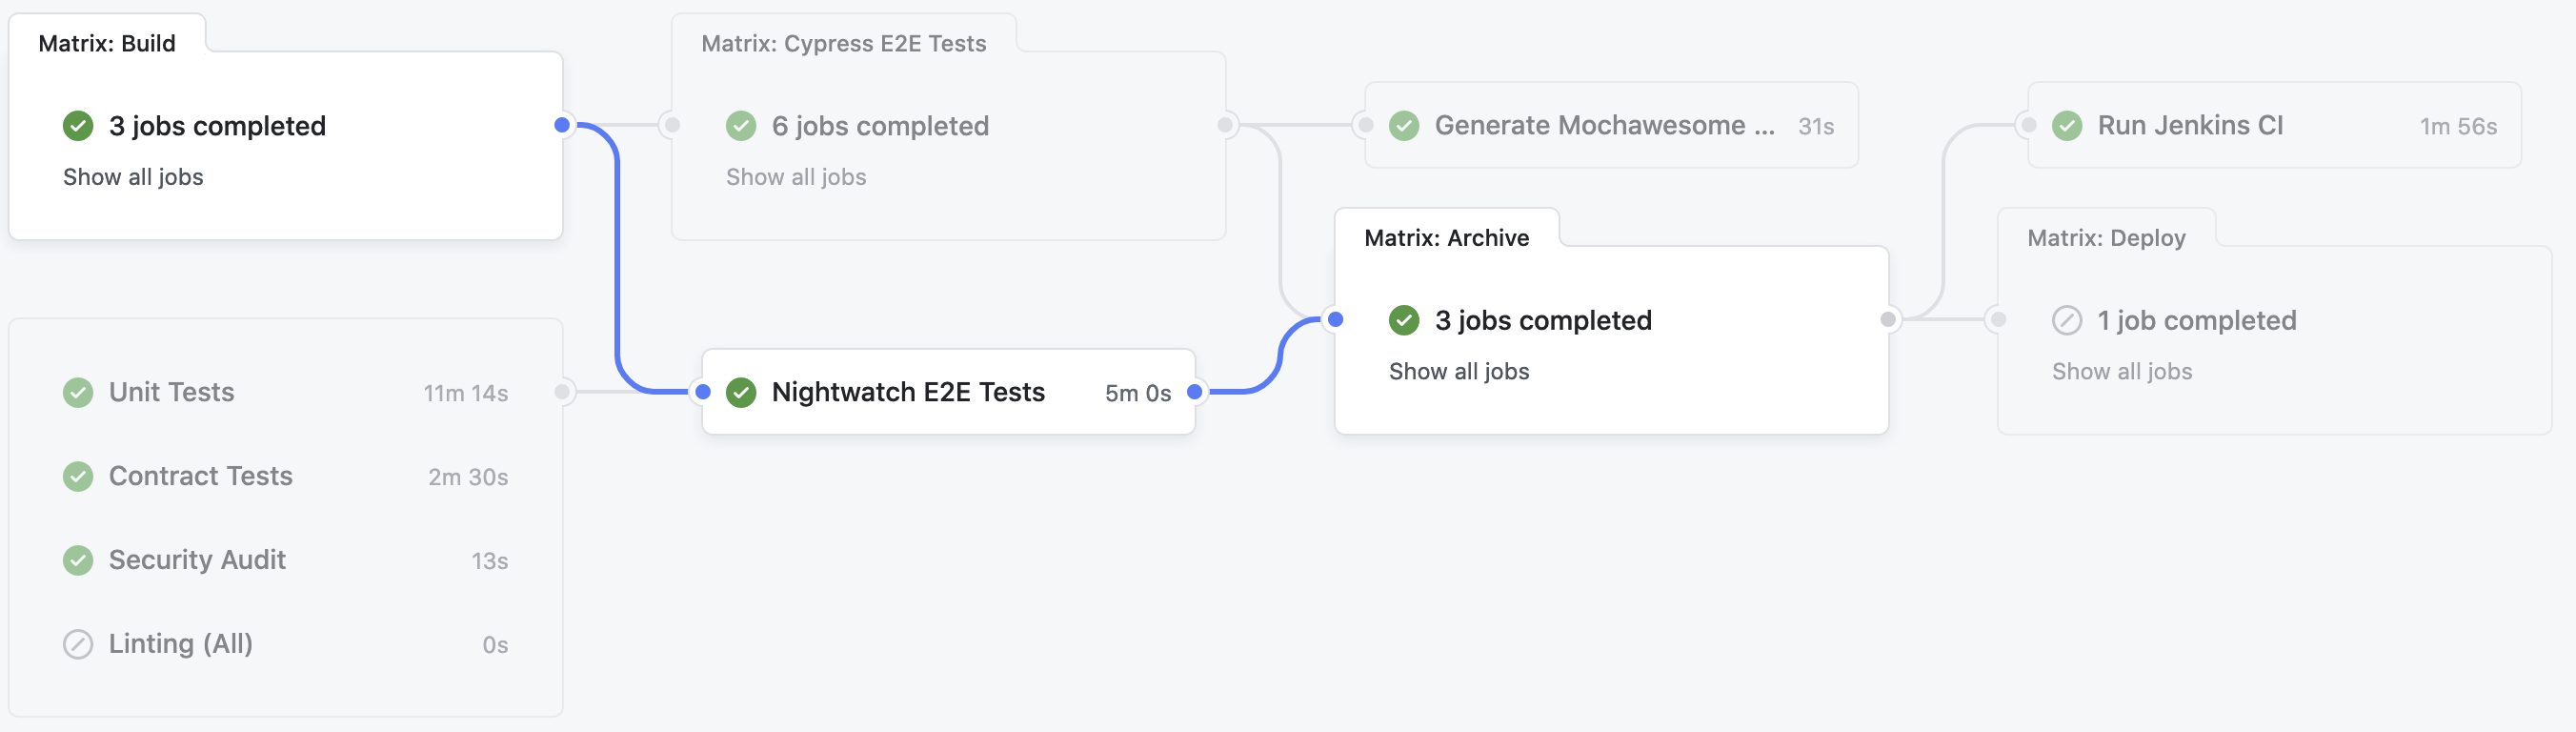 Matrix: Build
3 jobs completed
Show all jobs
Unit Tests 11m 14s
Contract Tests 2m 30s
Security Audit 13s
Linting (All) 0s
Matrix: Cypress E2E Tests
6 jobs completed
Show all jobs
Nightwatch E2E Tests 5m 0s
Generate Mochawesome ... 31s
Matrix: Archive
3 jobs completed
Show all jobs
Run Jenkins CI 1m 56s
Matrix: Deploy
1 job completed
Show all jobs